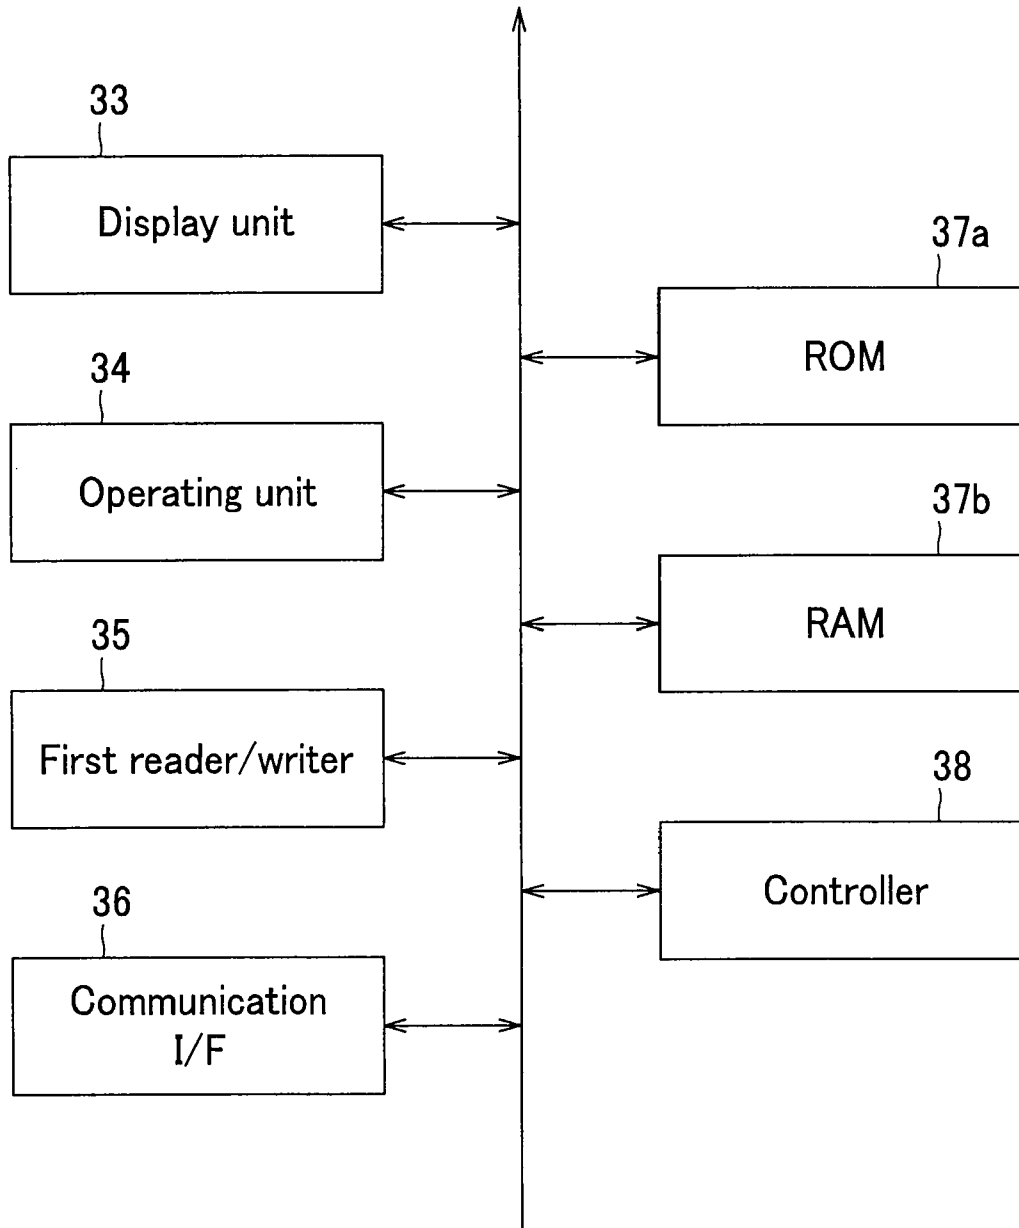 33
Display unit
37a
ROM
34
Operating unit
37b
RAM
35
First reader/writer
38
Controller
36
Communication
I/F